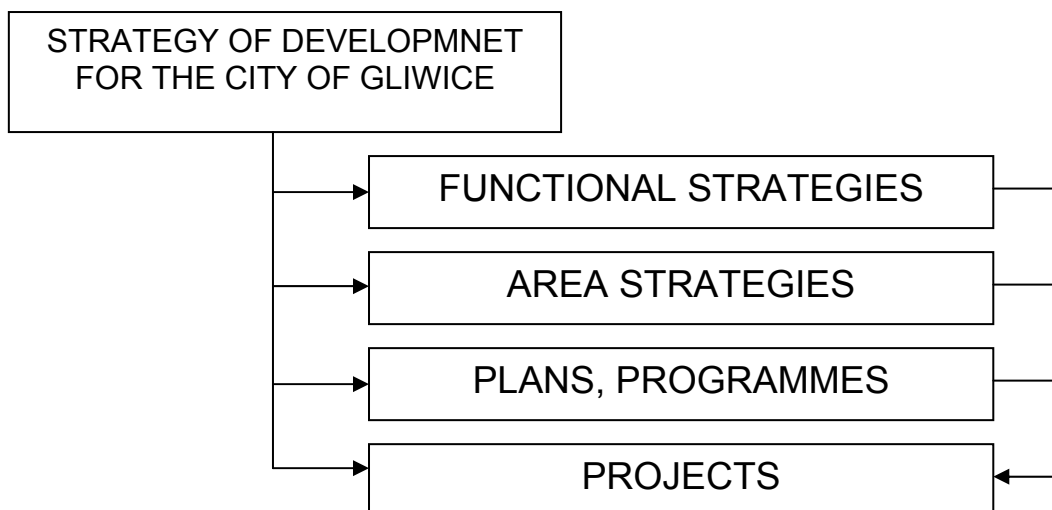 STRATEGY OF DEVELOPMNET
FOR THE CITY OF GLIWICE
FUNCTIONAL STRATEGIES
AREA STRATEGIES
PLANS, PROGRAMMES
PROJECTS